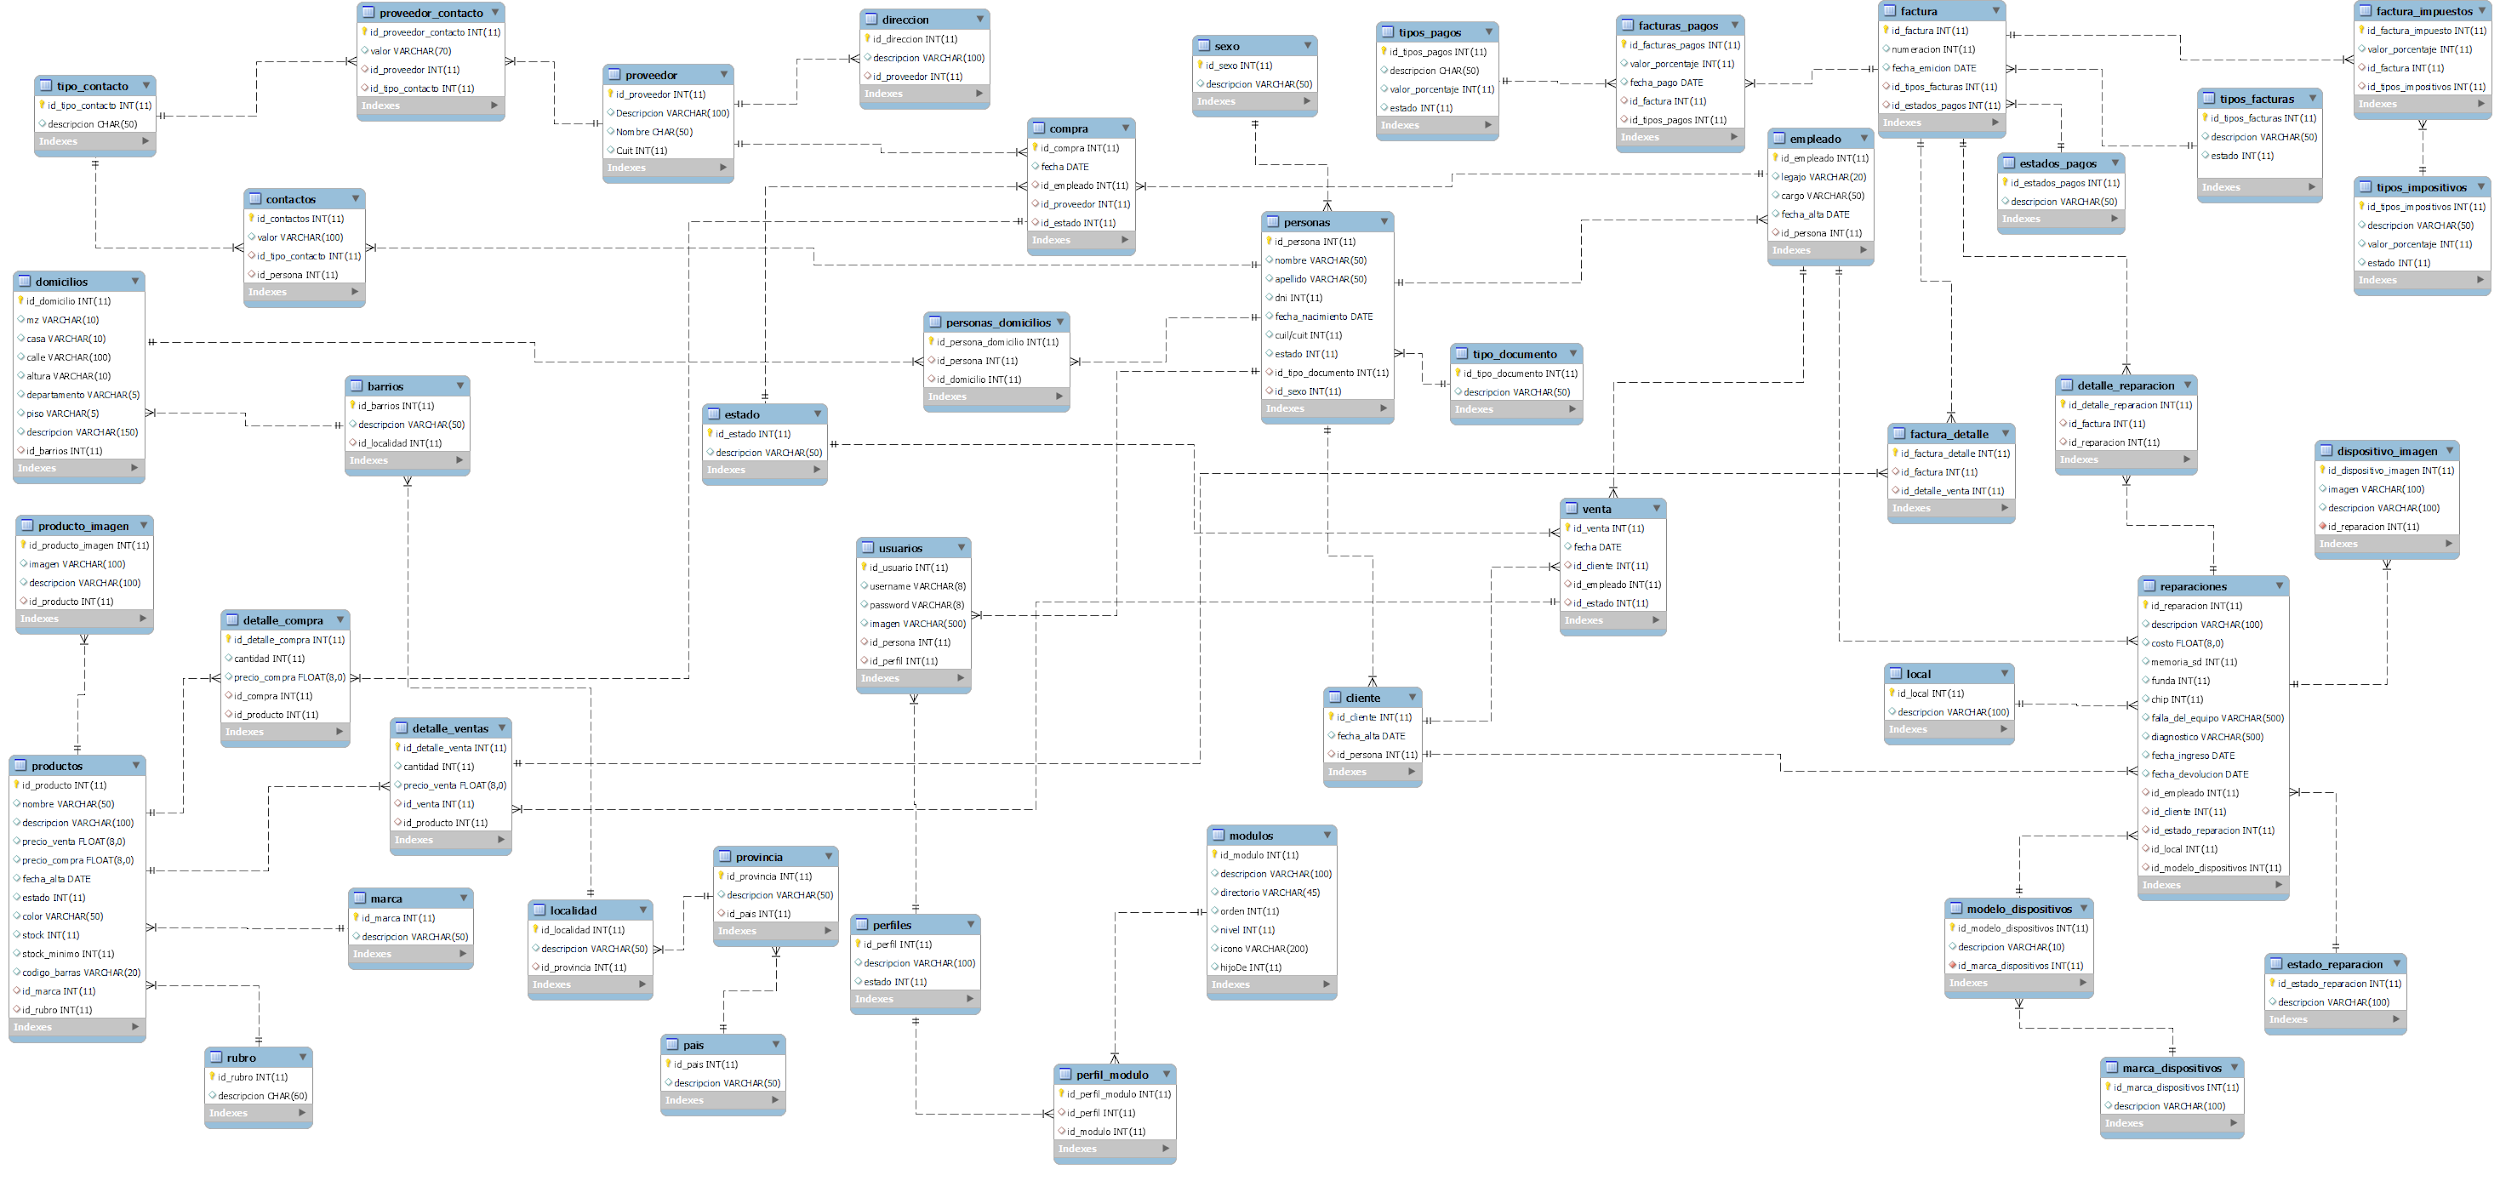 proveedor_contacto
id_proveedor_contacto INT(11)
valor VARCHAR(70)
id_proveedor INT(11)
id_tipo_contacto INT(11)
Indexes
direccion
id_direccion INT(11)
descripcion VARCHAR(100)
id_proveedor INT(11)
Indexes
sexo
id_sexo INT(11)
descripcion VARCHAR(50)
Indexes
tipos_pagos
id_tipos_pagos INT(11)
descripcion CHAR(50)
valor_porcentaje INT(11)
estado INT(11)
Indexes
facturas_pagos
id_facturas_pagos INT(11)
valor_porcentaje INT(11)
fecha_pago DATE
id_factura INT(11)
id_tipos_pagos INT(11)
Indexes
factura
id_factura INT(11)
numeracion INT(11)
fecha_emicion DATE
id_tipos_facturas INT(11)
id_estados_pagos INT(11)
Indexes
factura_impuestos
id_factura_impuesto INT(11)
valor_porcentaje INT(11)
id_factura INT(11)
id_tipos_impositivos INT(11)
Indexes
tipo_contacto
id_tipo_contacto INT(11)
descripcion CHAR(50)
Indexes
proveedor
id_proveedor INT(11)
Descripcion VARCHAR(100)
Nombre CHAR(50)
Cuit INT(11)
Indexes
compra
id_compra INT(11)
fecha DATE
id_empleado INT(11)
id_proveedor INT(11)
id_estado INT(11)
Indexes
empleado
id_empleado INT(11)
legajo VARCHAR(20)
cargo VARCHAR(50)
fecha_alta DATE
id_persona INT(11)
Indexes
tipos_facturas
id_tipos_facturas INT(11)
descripcion VARCHAR(50)
estado INT(11)
Indexes
estados_pagos
id_estados_pagos INT(11)
descripcion VARCHAR(50)
Indexes
tipos_impositivos
id_tipos_impositivos INT(11)
descripcion VARCHAR(50)
valor_porcentaje INT(11)
estado INT(11)
Indexes
contactos
id_contactos INT(11)
valor VARCHAR(100)
id_tipo_contacto INT(11)
id_persona INT(11)
Indexes
personas
id_persona INT(11)
nombre VARCHAR(50)
apellido VARCHAR(50)
dni INT(11)
fecha_nacimiento DATE
cuil/cuit INT(11)
estado INT(11)
id_tipo_documento INT(11)
id_sexo INT(11)
Indexes
domicilios
id_domicilio INT(11)
mz VARCHAR(10)
casa VARCHAR(10)
calle VARCHAR(100)
altura VARCHAR(10)
departamento VARCHAR(5)
piso VARCHAR(5)
descripcion VARCHAR(150)
id_barrios INT(11)
Indexes
personas_domicilios
id_persona_domicilio INT(11)
id_persona INT(11)
id_domicilio INT(11)
Indexes
tipo_documento
id_tipo_documento INT(11)
descripcion VARCHAR(50)
Indexes
barrios
id_barrios INT(11)
descripcion VARCHAR(50)
id_localidad INT(11)
Indexes
estado
id_estado INT(11)
descripcion VARCHAR(50)
Indexes
detalle_reparacion
id_detalle_reparacion INT(11)
id_factura INT(11)
id_reparacion INT(11)
Indexes
factura_detalle
id_factura_detalle INT(11)
id_factura INT(11)
id_detalle_venta INT(11)
Indexes
dispositivo_imagen
id_dispositivo_imagen INT(11)
imagen VARCHAR(100)
descripcion VARCHAR(100)
id_reparacion INT(11)
Indexes
producto_imagen
id_producto_imagen INT(11)
imagen VARCHAR(100)
descripcion VARCHAR(100)
id_producto INT(11)
Indexes
usuarios
id_usuario INT(11)
username VARCHAR(8)
password VARCHAR(8)
imagen VARCHAR(500)
id_persona INT(11)
id_perfil INT(11)
Indexes
venta
id_venta INT(11)
fecha DATE
id_cliente INT(11)
id_empleado INT(11)
id_estado INT(11)
Indexes
reparaciones
id_reparacion INT(11)
descripcion VARCHAR(100)
costo FLOAT(8,0)
memoria_sd INT(11)
funda INT(11)
chip INT(11)
falla_del_equipo VARCHAR(500)
diagnostico VARCHAR(500)
fecha_ingreso DATE
fecha_devolucion DATE
id_empleado INT(11)
id_cliente INT(11)
id_estado_reparacion INT(11)
id_local INT(11)
id_modelo_dispositivos INT(11)
Indexes
detalle_compra
id_detalle_compra INT(11)
cantidad INT(11)
precio_compra FLOAT(8,0)
id_compra INT(11)
id_producto INT(11)
Indexes
local
id_local INT(11)
descripcion VARCHAR(100)
Indexes
cliente
id_cliente INT(11)
fecha_alta DATE
id_persona INT(11)
Indexes
detalle_ventas
id_detalle_venta INT(11)
cantidad INT(11)
precio_venta FLOAT(8,0)
id_venta INT(11)
id_producto INT(11)
Indexes
productos
id_producto INT(11)
nombre VARCHAR(50)
descripcion VARCHAR(100)
precio_venta FLOAT(8,0)
precio_compra FLOAT(8,0)
fecha_alta DATE
estado INT(11)
color VARCHAR(50)
stock INT(11)
stock_minimo INT(11)
codigo_barras VARCHAR(20)
id_marca INT(11)
id_rubro INT(11)
Indexes
modulos
id_modulo INT(11)
descripcion VARCHAR(100)
directorio VARCHAR(45)
orden INT(11)
nivel INT(11)
icono VARCHAR(200)
hijoDe INT(11)
Indexes
provincia
id_provincia INT(11)
descripcion VARCHAR(50)
id_pais INT(11)
Indexes
marca
id_marca INT(11)
descripcion VARCHAR(50)
Indexes
localidad
id_localidad INT(11)
descripcion VARCHAR(50)
id_provincia INT(11)
Indexes
perfiles
id_perfil INT(11)
descripcion VARCHAR(100)
estado INT(11)
Indexes
modelo_dispositivos
id_modelo_dispositivos INT(11)
descripcion VARCHAR(10)
id_marca_dispositivos INT(11)
Indexes
estado_reparacion
id_estado_reparacion INT(11)
descripcion VARCHAR(100)
Indexes
rubro
id_rubro INT(11)
descripcion CHAR(60)
Indexes
pais
id_pais INT(11)
descripcion VARCHAR(50)
Indexes
perfil_modulo
id_perfil_modulo INT(11)
id_perfil INT(11)
id_modulo INT(11)
Indexes
marca_dispositivos
id_marca_dispositivos INT(11)
descripcion VARCHAR(100)
Indexes